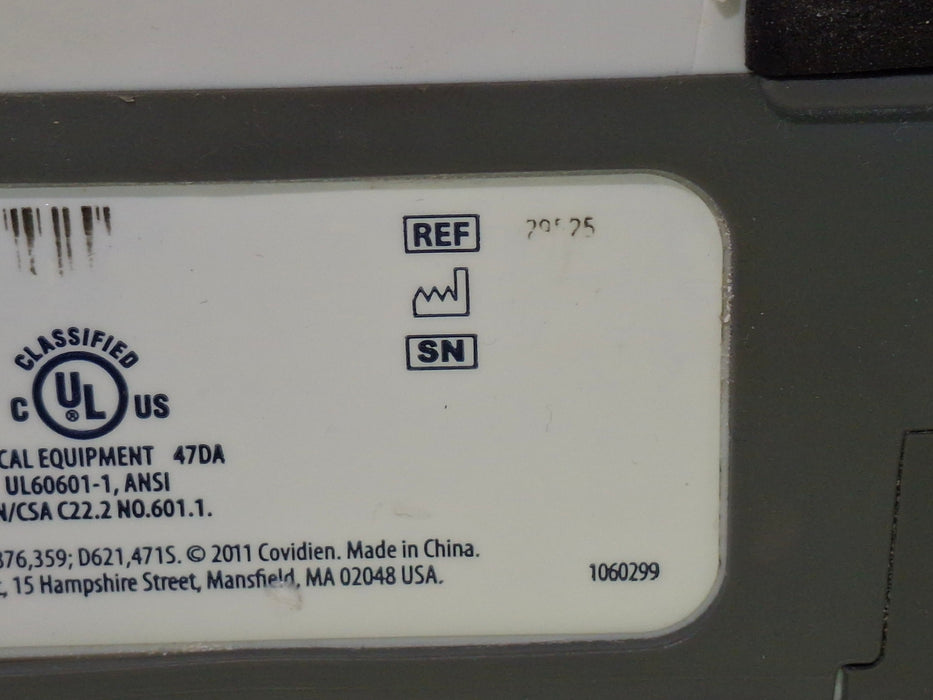 REF
SN
CLASSIFIED
C UL® US
CAL EQUIPMENT 47DA
UL60601-1, ANSI
N/CSA C22.2 NO.601.1.
376,359; D621,471S. © 2011 Covidien. Made in China.
15 Hampshire Street, Mansfield, MA 02048 USA.
1060299